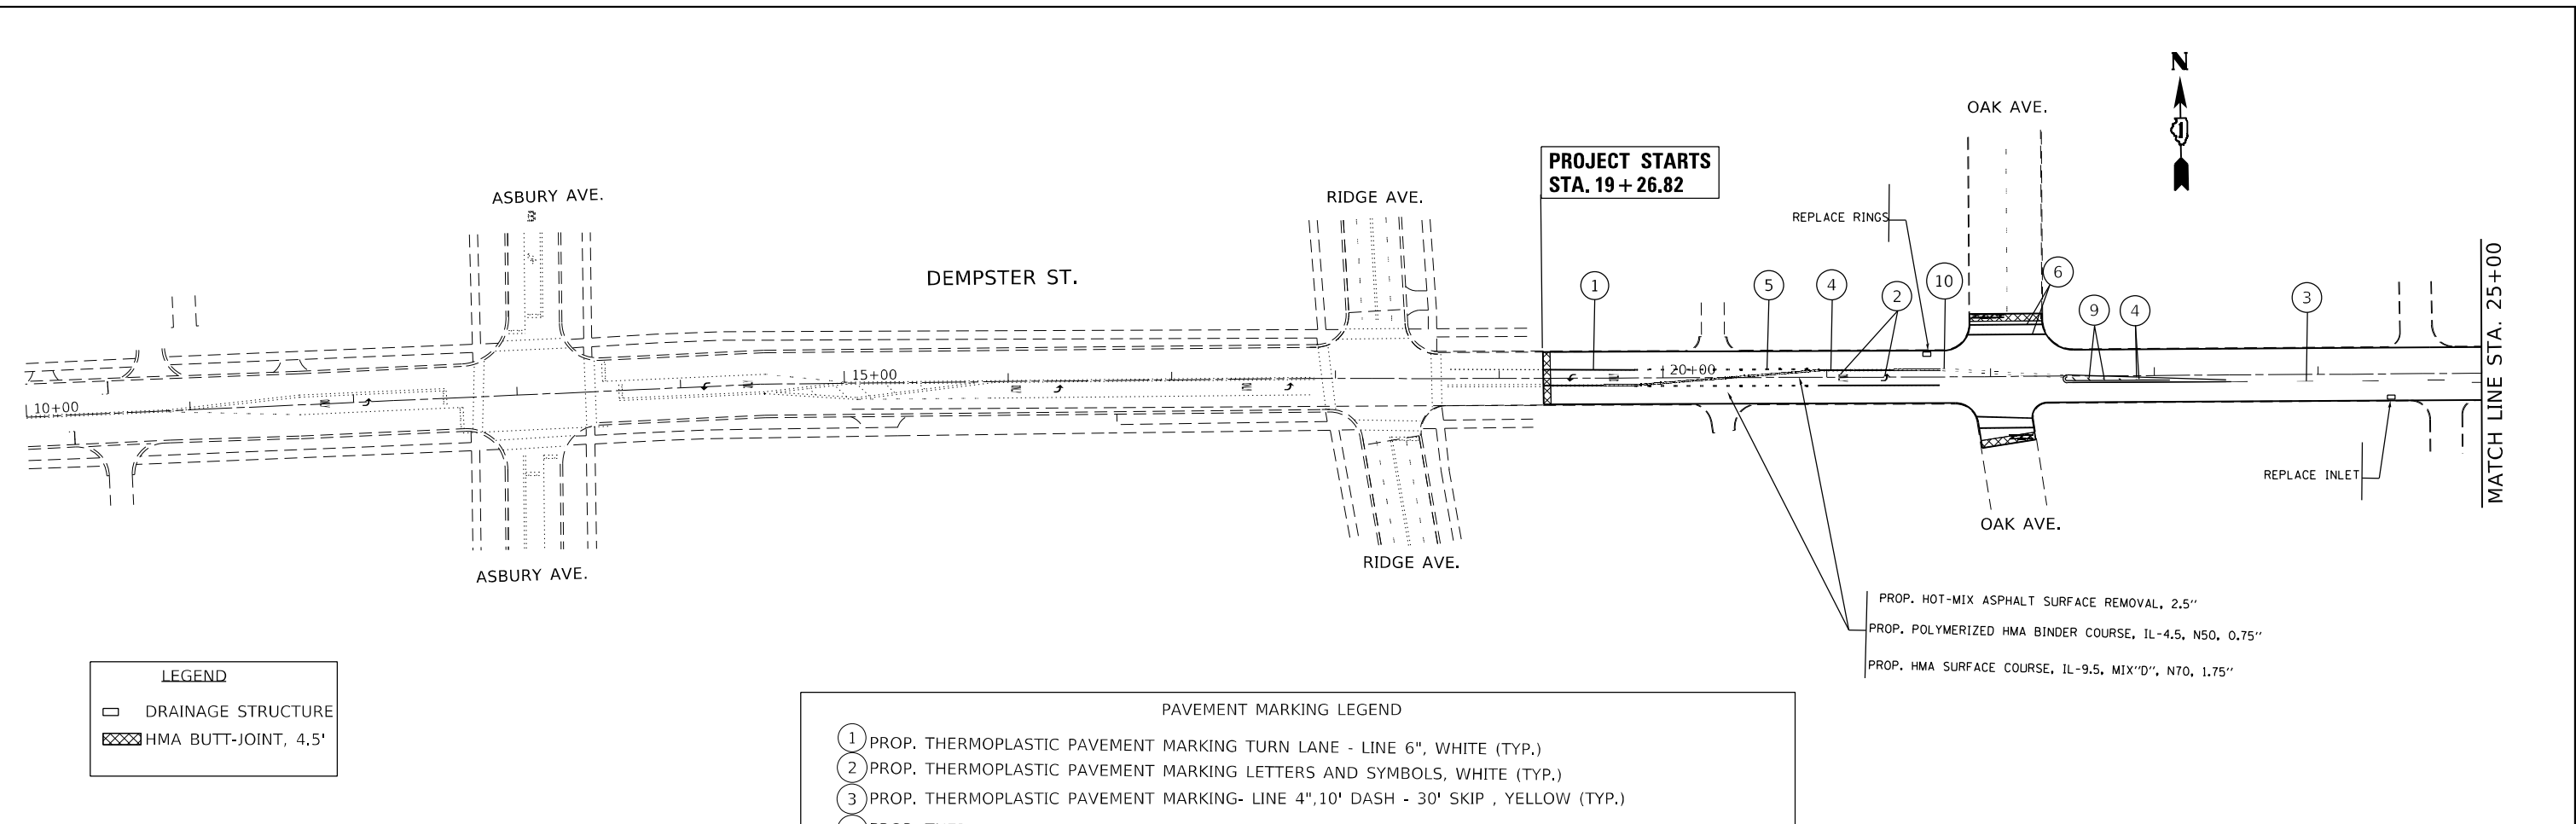 N
OAK AVE.
PROJECT STARTS
STA. 19+26.82
ASBURY AVE.
RIDGE AVE.
REPLACE RINGS
DEMPSTER ST.
1
5
4
2
10
6
9
4
3
MATCH LINE STA. 25+00
10+00
15+00
20+00
REPLACE INLET
OAK AVE.
ASBURY AVE.
RIDGE AVE.
PROP. HOT-MIX ASPHALT SURFACE REMOVAL, 2.5''
PROP. POLYMERIZED HMA BINDER COURSE, IL-4.5, N50, 0.75''
PROP. HMA SURFACE COURSE, IL-9.5, MIX"D", N70, 1.75''
LEGEND
DRAINAGE STRUCTURE
HMA BUTT-JOINT, 4.5'
PAVEMENT MARKING LEGEND
1 PROP. THERMOPLASTIC PAVEMENT MARKING TURN LANE - LINE 6", WHITE (TYP.)
2 PROP. THERMOPLASTIC PAVEMENT MARKING LETTERS AND SYMBOLS, WHITE (TYP.)
3 PROP. THERMOPLASTIC PAVEMENT MARKING- LINE 4",10' DASH - 30' SKIP , YELLOW (TYP.)